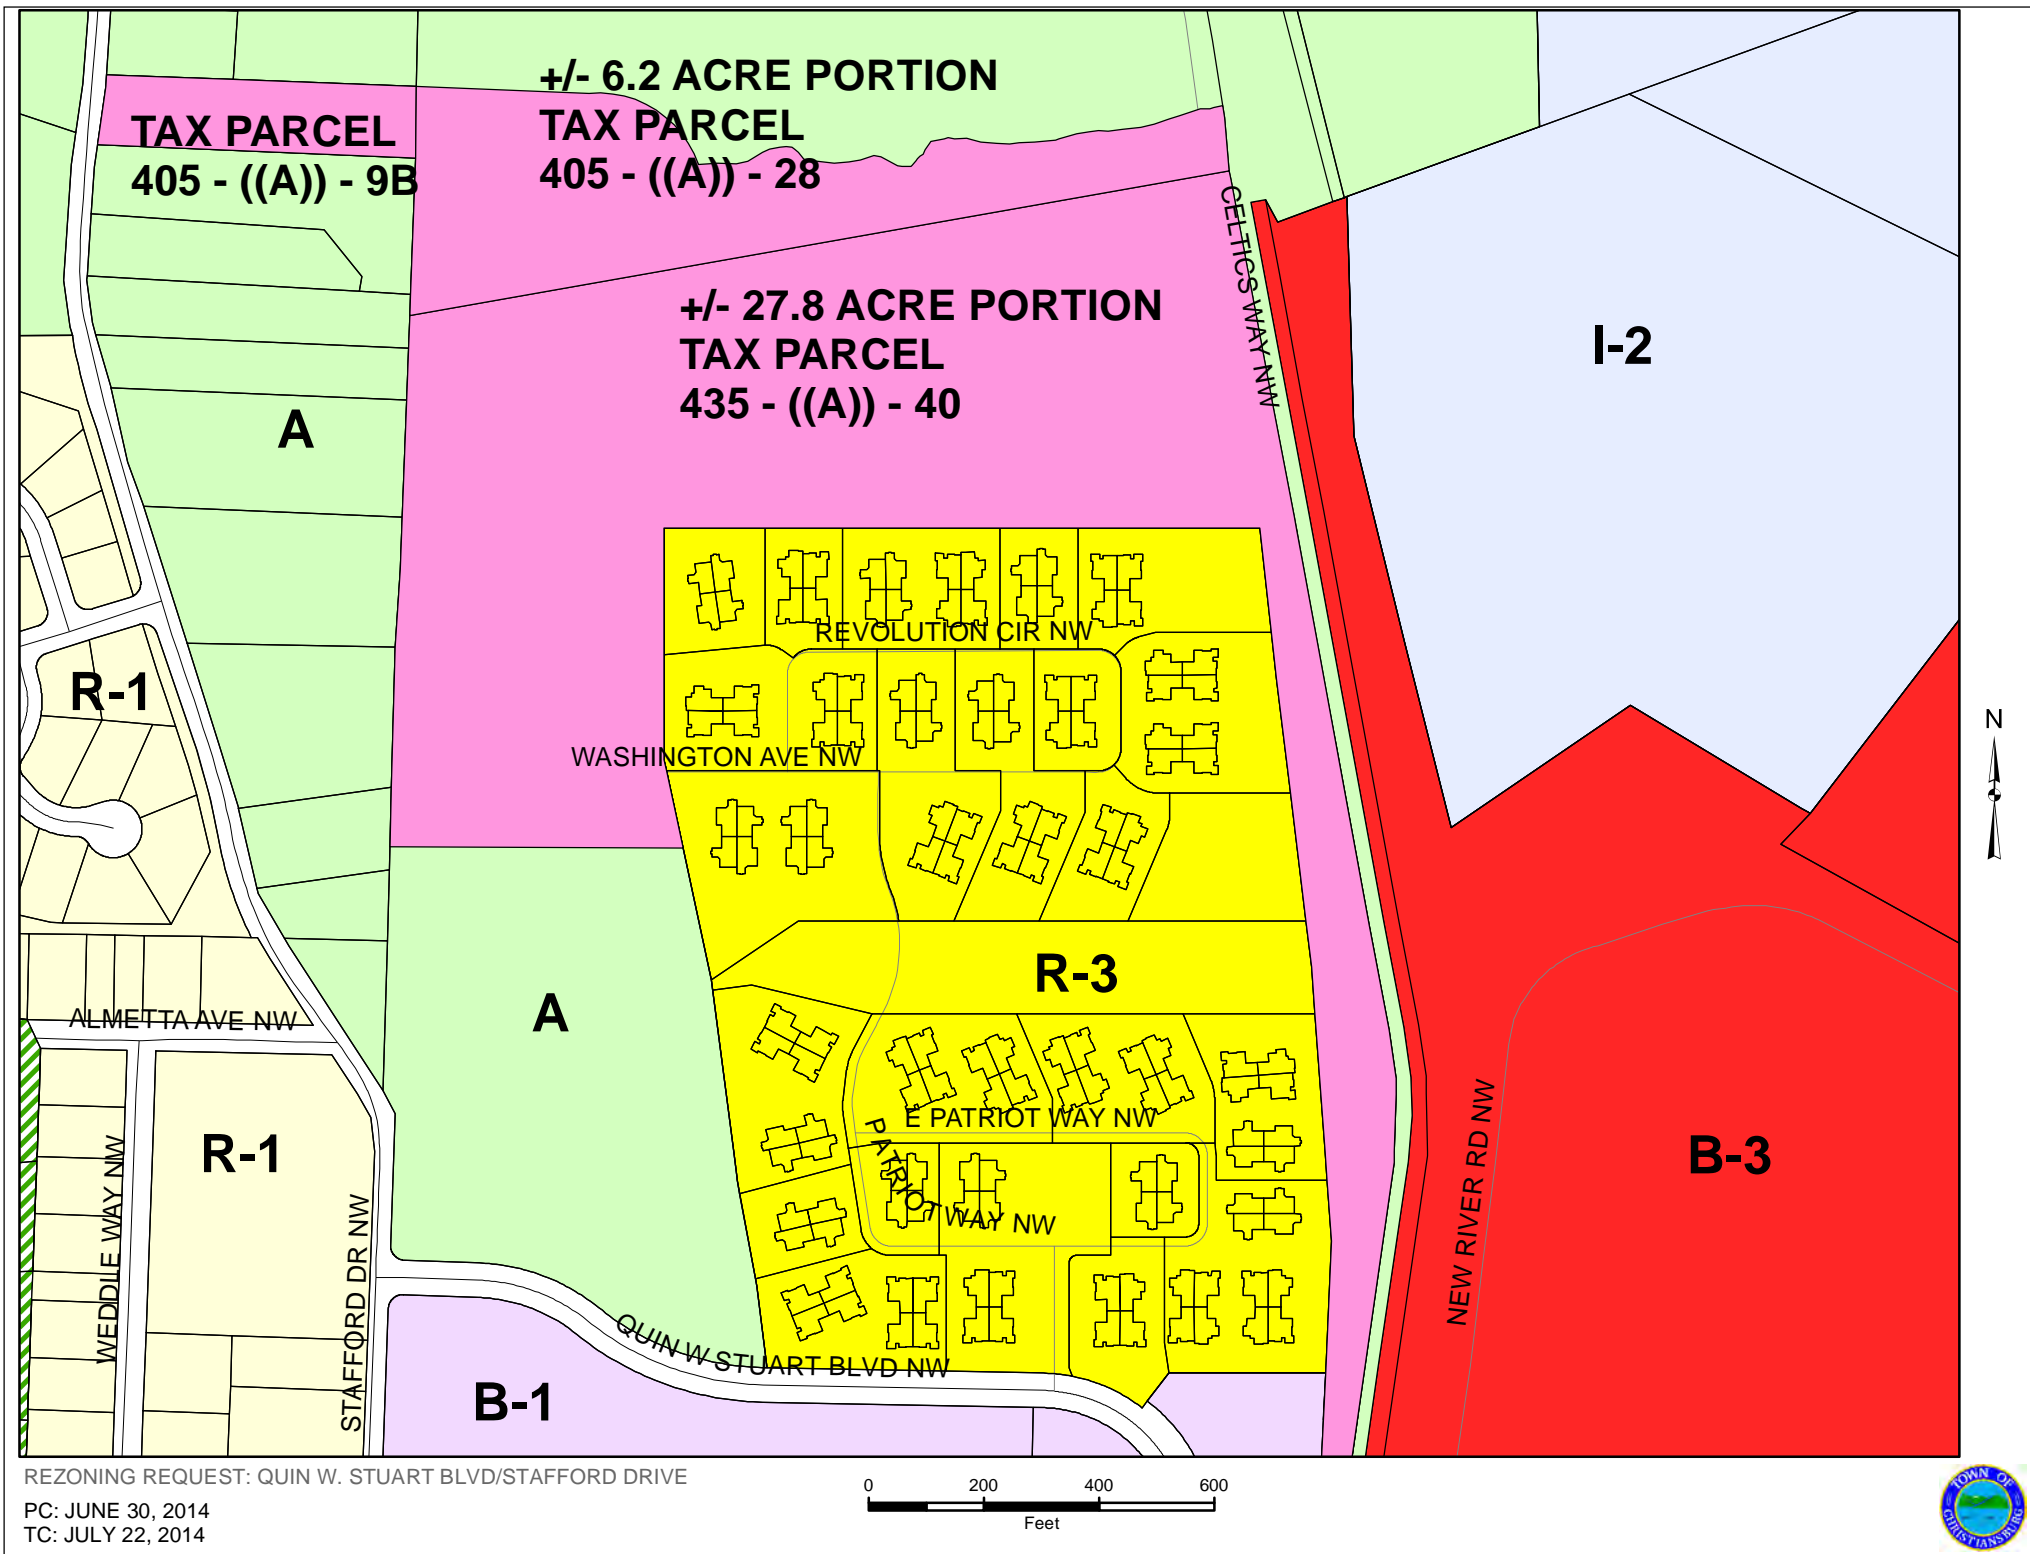 +/- 6.2 ACRE PORTION
TAX PARCEL
405 - ((A)) - 28
TAX PARCEL
405 - ((A)) - 9B
+/- 27.8 ACRE PORTION
TAX PARCEL
435 - ((A)) - 40
CELTICS WAY NW
I-2
A
REVOLUTION CIR NW
R-1
WASHINGTON AVE NW
N
R-3
A
ALMETTA AVE NW
E PATRIOT WAY NW
PATRIOT WAY NW
R-1
B-3
WEDDLE WAY NW
STAFFORD DR NW
NEW RIVER RD NW
QUIN W STUART BLVD NW
B-1
REZONING REQUEST: QUIN W. STUART BLVD/STAFFORD DRIVE
PC: JUNE 30, 2014
TC: JULY 22, 2014
0 200 400 600
Feet
TOWN OF
CHRISTIANSBURG